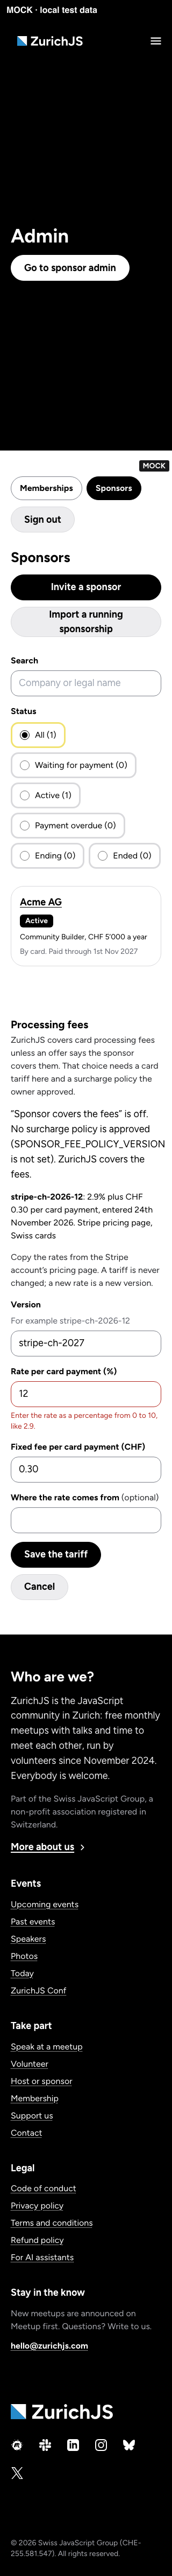 MOCK · local test data
ZurichJS
Admin
Go to sponsor admin
MOCK
Memberships
Sponsors
Sign out
Sponsors
Invite a sponsor
Import a running
sponsorship
Search
Company or legal name
Status
All (1)
Waiting for payment (0)
Active (1)
Payment overdue (0)
Ending (0)
Ended (0)
Acme AG
Active
Community Builder, CHF 5'000 a year
By card. Paid through 1st Nov 2027
Processing fees
ZurichJS covers card processing fees
unless an offer says the sponsor
covers them. That choice needs a card
tariff here and a surcharge policy the
owner approved.
“Sponsor covers the fees” is off.
No surcharge policy is approved
(SPONSOR_FEE_POLICY_VERSION
is not set). ZurichJS covers the
fees.
stripe-ch-2026-12: 2.9% plus CHF
0.30 per card payment, entered 24th
November 2026. Stripe pricing page,
Swiss cards
Copy the rates from the Stripe
account’s pricing page. A tariff is never
changed; a new rate is a new version.
Version
For example stripe-ch-2026-12
stripe-ch-2027
Rate per card payment (%)
12
Enter the rate as a percentage from 0 to 10,
like 2.9.
Fixed fee per card payment (CHF)
0.30
Where the rate comes from (optional)
Save the tariff
Cancel
Who are we?
ZurichJS is the JavaScript
community in Zurich: free monthly
meetups with talks and time to
meet each other, run by
volunteers since November 2024.
Everybody is welcome.
Part of the Swiss JavaScript Group, a
non-profit association registered in
Switzerland.
More about us
Events
Upcoming events
Past events
Speakers
Photos
Today
ZurichJS Conf
Take part
Speak at a meetup
Volunteer
Host or sponsor
Membership
Support us
Contact
Legal
Code of conduct
Privacy policy
Terms and conditions
Refund policy
For AI assistants
Stay in the know
New meetups are announced on
Meetup first. Questions? Write to us.
hello@zurichjs.com
ZurichJS
© 2026 Swiss JavaScript Group (CHE-
255.581.547). All rights reserved.